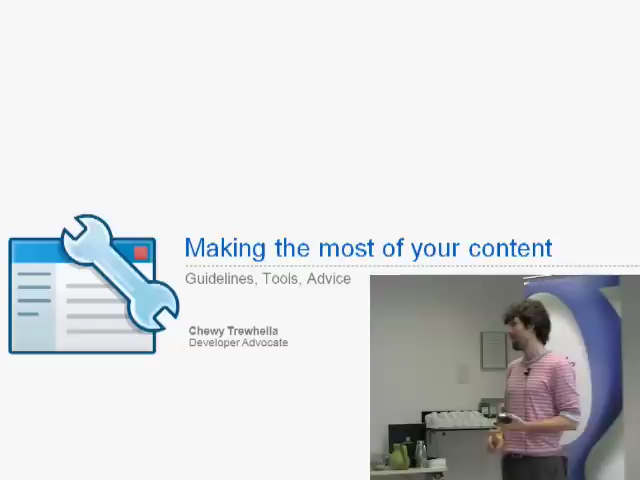 Making the most of your content
Guidelines, Tools, Advice
Chewy Trewhella
Developer Advocate